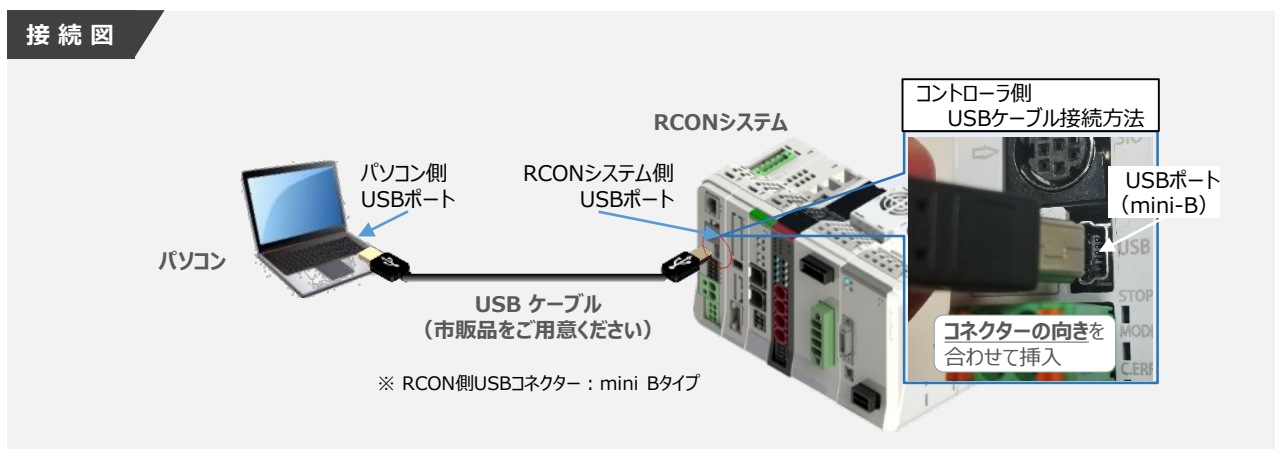 接続図
コントローラ側
USBケーブル接続方法
RCONシステム
SIO
パソコン側
USBポート
RCONシステム側
USBポート
USBポート
(mini-B)
USB
パソコン
STOP
USB ケーブル
(市販品をご用意ください)
コネクターの向きを
合わせて挿入
※ RCON側USBコネクター:mini Bタイプ